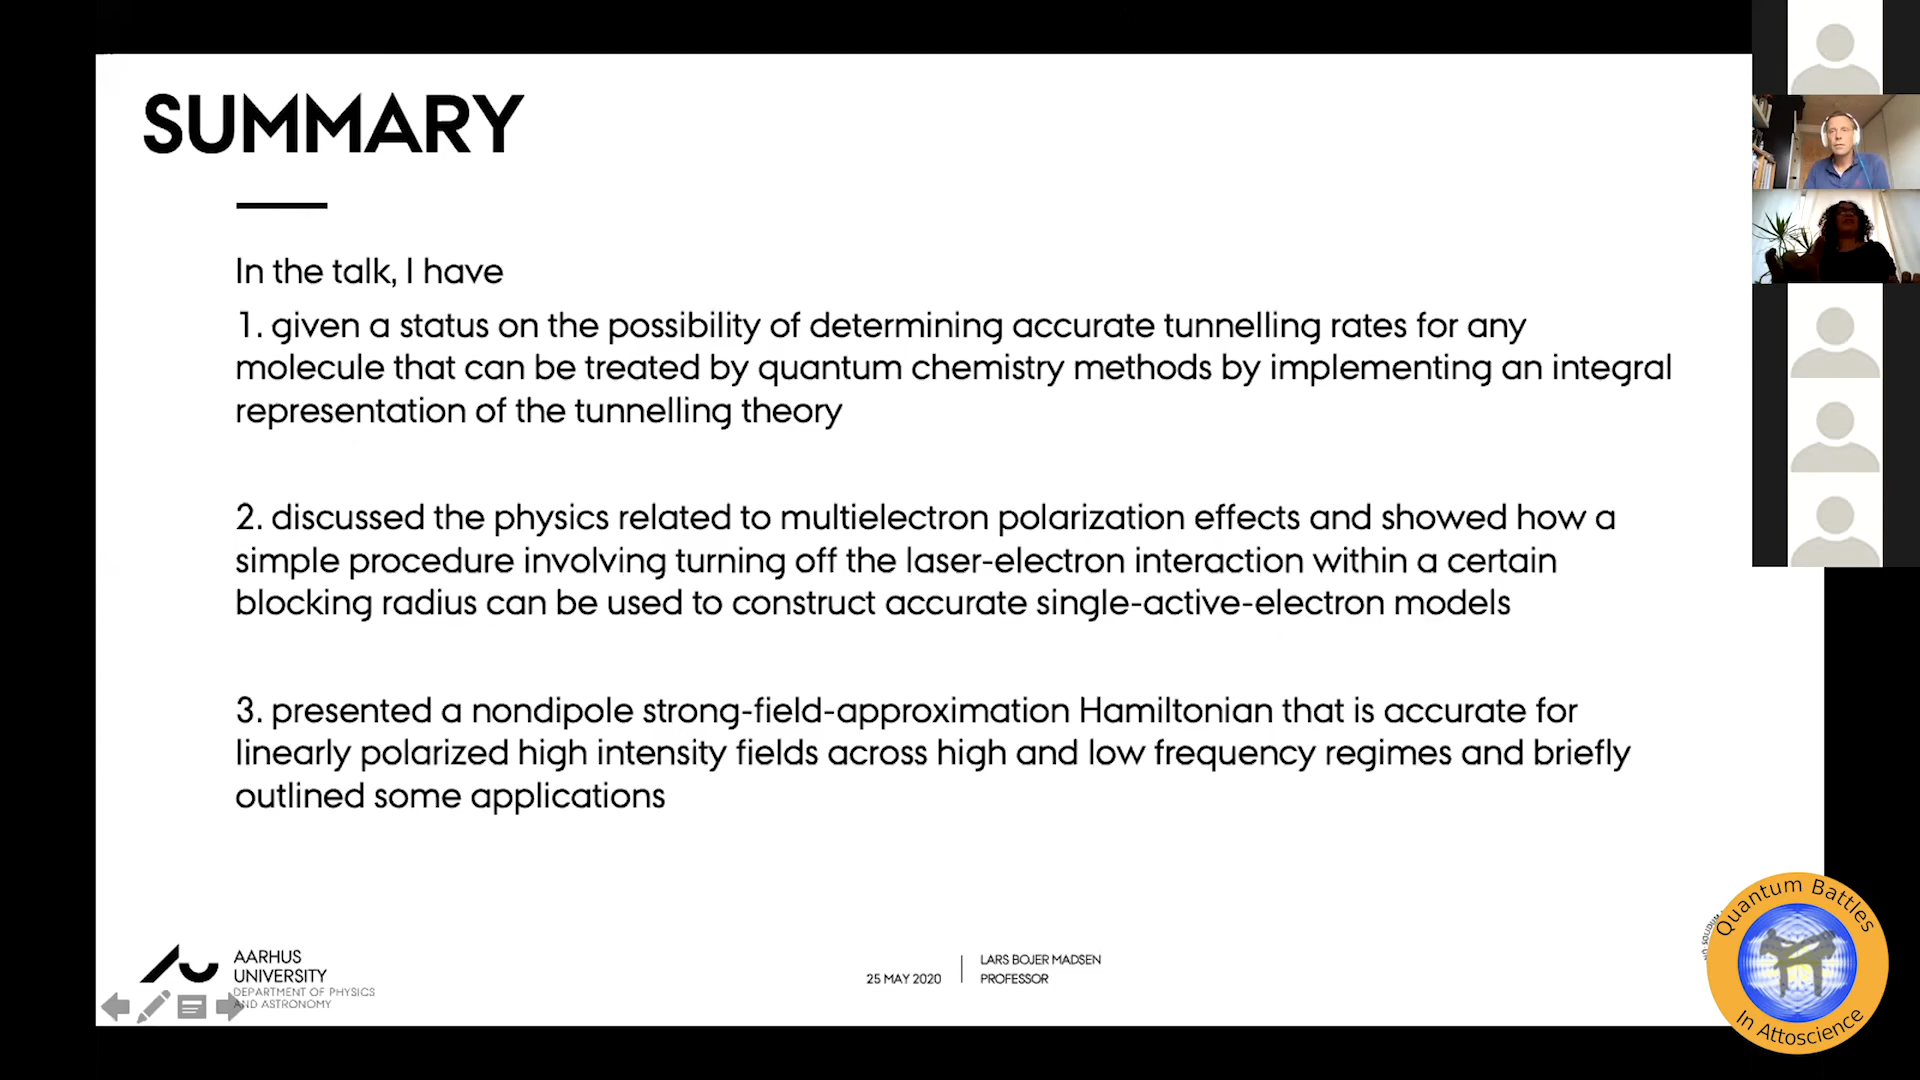 SUMMARY
In the talk, I have
1. given a status on the possibility of determining accurate tunnelling rates for any
molecule that can be treated by quantum chemistry methods by implementing an integral
representation of the tunnelling theory
2. discussed the physics related to multielectron polarization effects and showed how a
simple procedure involving turning off the laser-electron interaction within a certain
blocking radius can be used to construct accurate single-active-electron models
3. presented a nondipole strong-field-approximation Hamiltonian that is accurate for
linearly polarized high intensity fields across high and low frequency regimes and briefly
outlined some applications
AARHUS
UNIVERSITY
DEPARTMENT OF PHYSICS
AND ASTRONOMY
25 MAY 2020
LARS BOJER MADSEN
PROFESSOR
Quantum Battles
In Attoscience